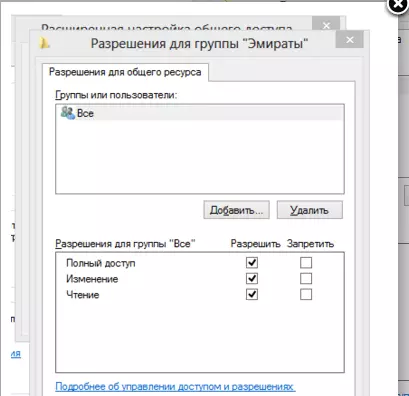 Расширенная настройка общего доступа
Разрешения для группы "Эмираты"
Разрешения для общего ресурса
Группы или пользователи:
Все
Добавить...
Удалить
Разрешения для группы "Все"
Разрешить
Запретить
Полный доступ
Изменение
Чтение
Подробнее об управлении доступом и разрешениях